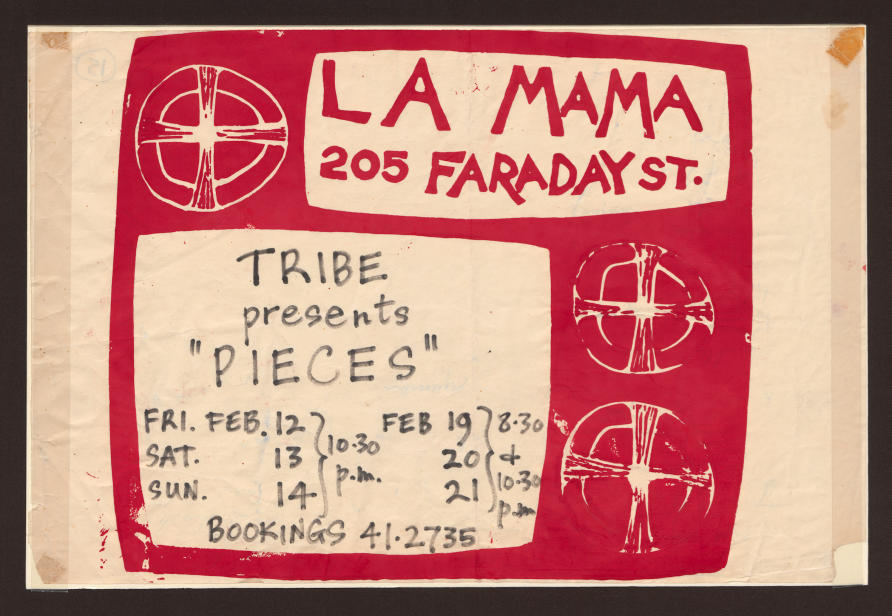 LA MAMA
205 FARADAY ST.
TRIBE
presents
"PIECES"
FRI. FEB. 12 FEB 19 8.30
SAT. 13 10.30 20 &
SUN. 14 p.m. 21 10.30
p.m
BOOKINGS 41.2735
15